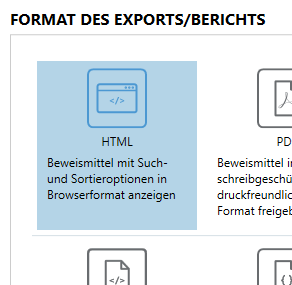 FORMAT DES EXPORTS/BERICHTS
</>
HTML
Beweismittel mit Such-
und Sortieroptionen in
Browserformat anzeigen
PD
Beweismittel i
schreibgeschü
druckfreundlic
Format freigeb
</>
{}